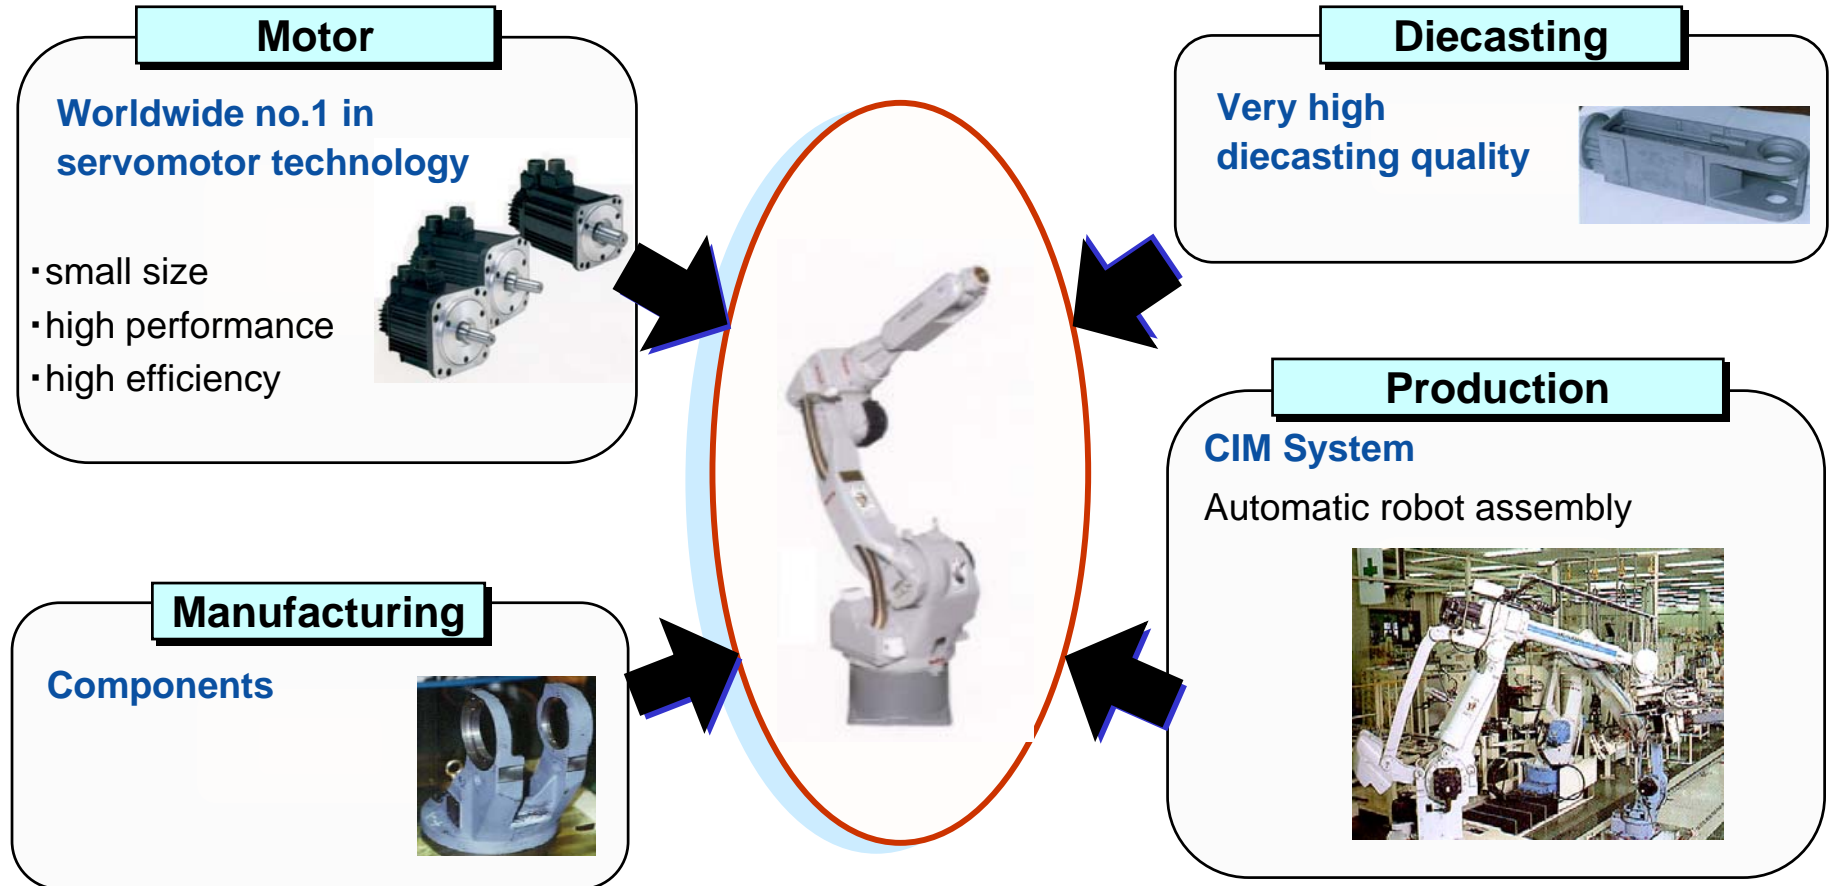 Motor
Worldwide no.1 in
servomotor technology
・small size
・high performance
・high efficiency
Diecasting
Very high
diecasting quality
Production
CIM System
Automatic robot assembly
Manufacturing
Components